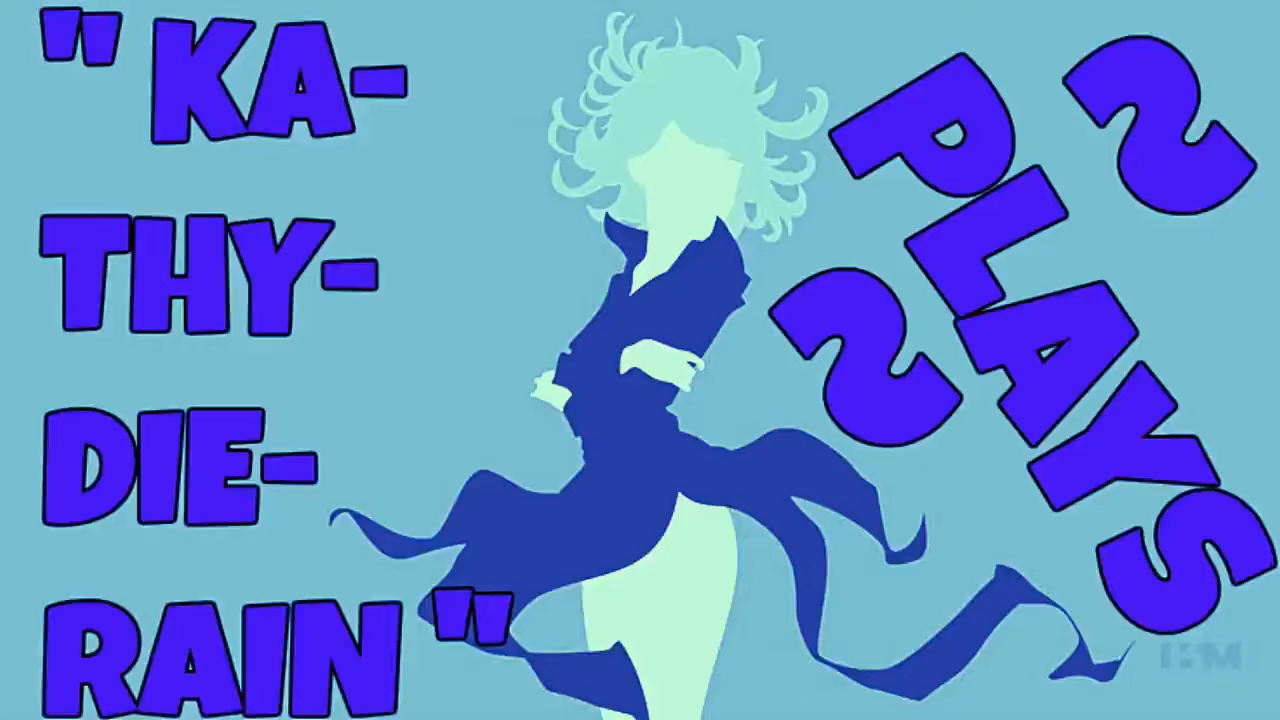 " KA-
THY-
DIE-
RAIN "
~
PLAYS
~